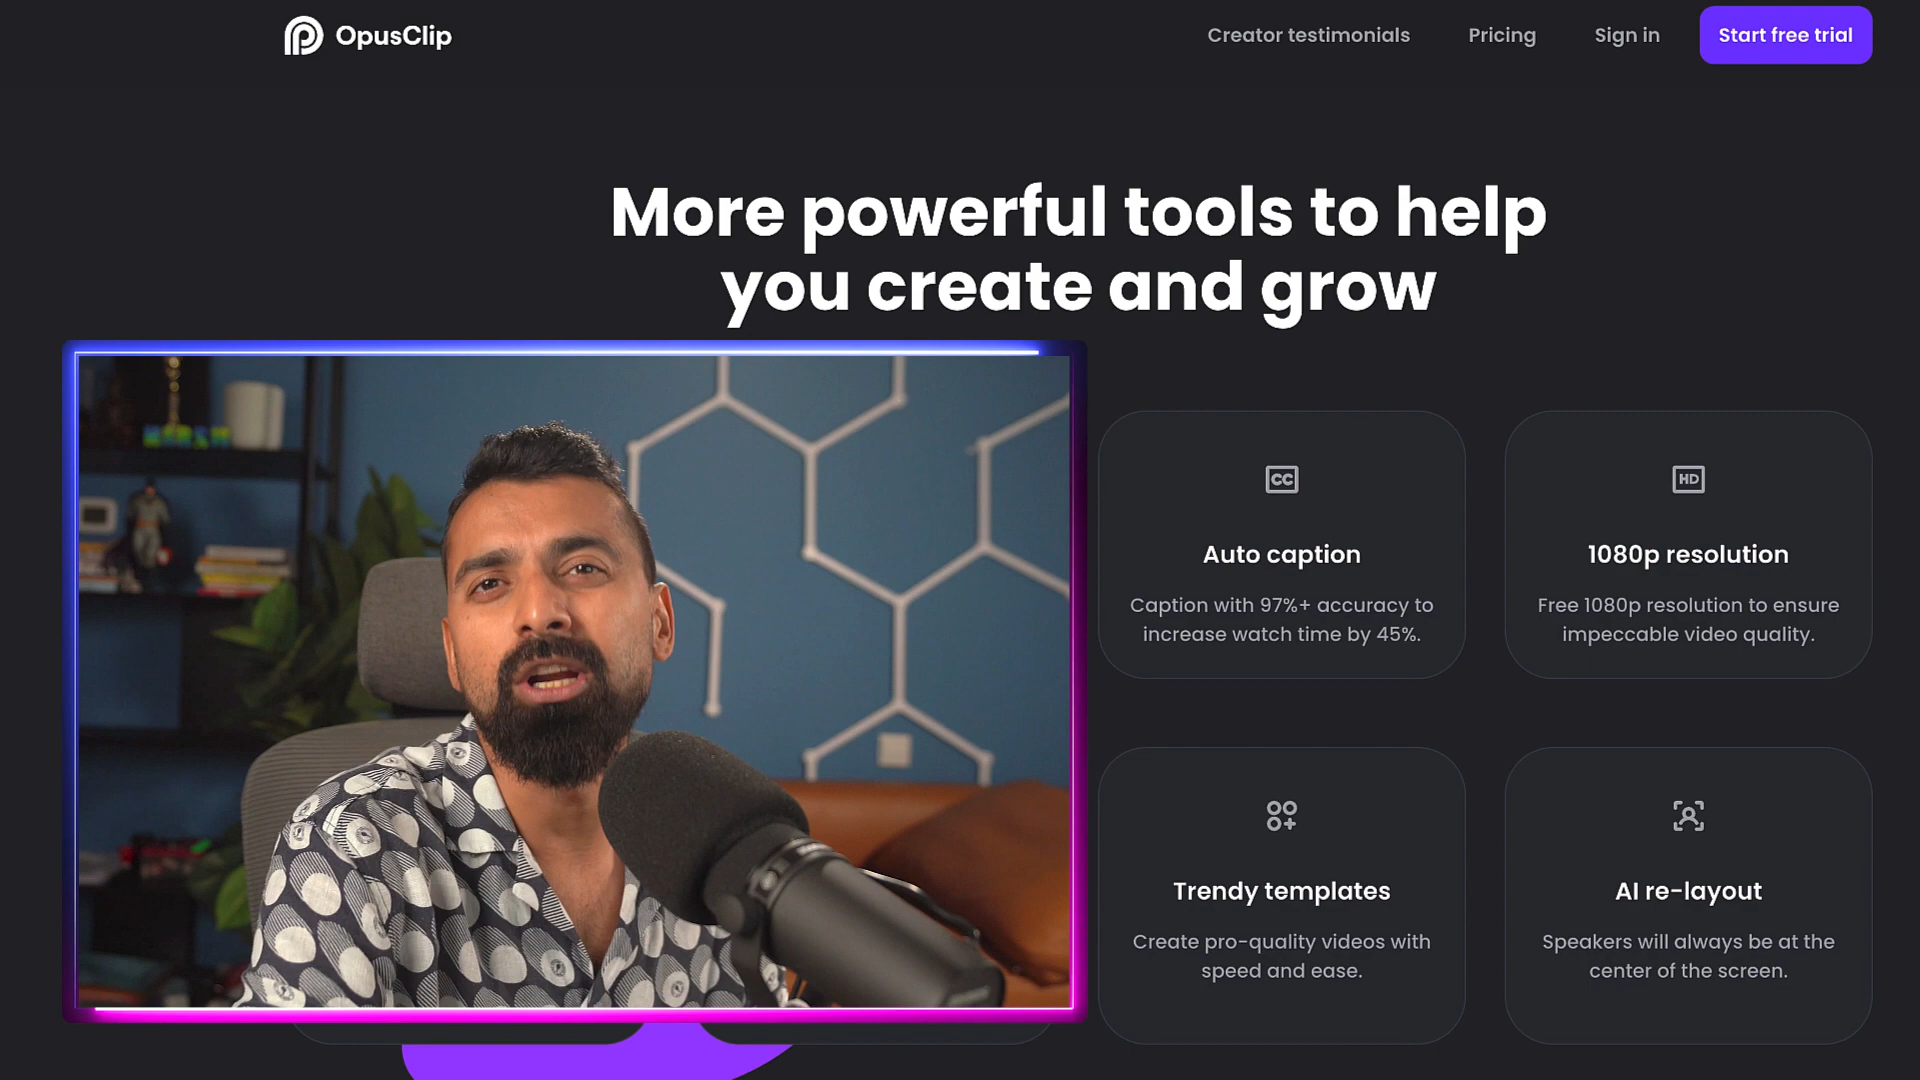 OpusClip
Creator testimonials
Pricing
Sign in
Start free trial
More powerful tools to help
you create and grow
CC
Auto caption
Caption with 97%+ accuracy to
increase watch time by 45%.
HD
1080p resolution
Free 1080p resolution to ensure
impeccable video quality.
Trendy templates
Create pro-quality videos with
speed and ease.
AI re-layout
Speakers will always be at the
center of the screen.